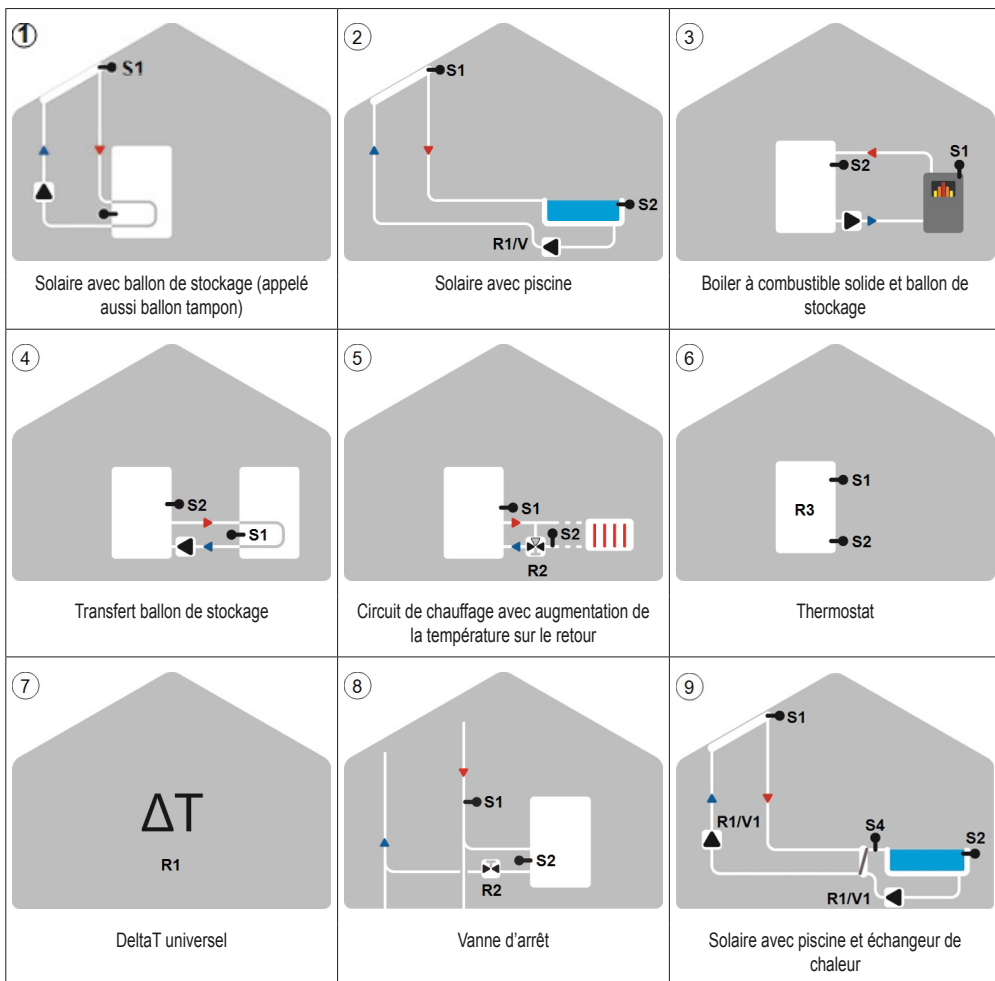 1
S1
Solaire avec ballon de stockage (appelé
aussi ballon tampon)
2
S1
S2
R1/V
Solaire avec piscine
3
S1
S2
Boiler à combustible solide et ballon de
stockage
4
S2
S1
Transfert ballon de stockage
5
S1
S2
R2
Circuit de chauffage avec augmentation de
la température sur le retour
6
S1
R3
S2
Thermostat
7
ΔT
R1
DeltaT universel
8
S1
S2
R2
Vanne d'arrêt
9
S1
R1/V1
S4
S2
R1/V1
Solaire avec piscine et échangeur de
chaleur